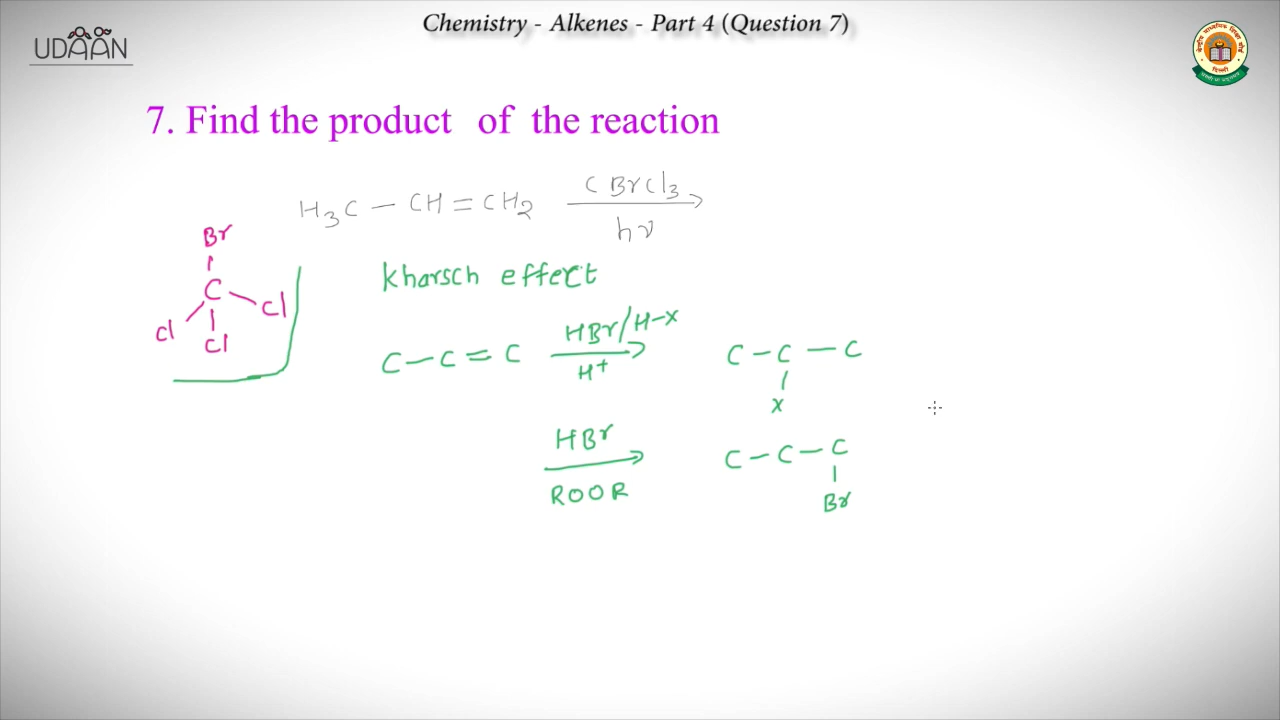 Chemistry - Alkenes - Part 4 (Question 7)
UDAAN
7. Find the product of the reaction
H3C - CH = CH2
CBrCl3
hν
Br
C
Cl
Cl
Cl
Kharsch effect
C - C = C
HBr/H-X
H+
C - C - C
X
HBr
ROOR
C - C - C
Br